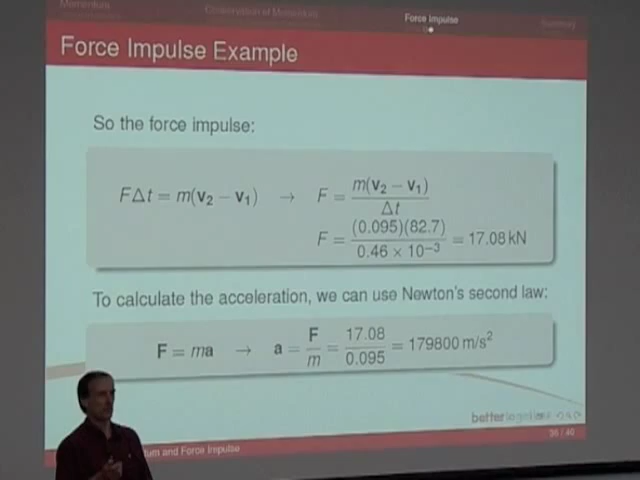 Momentum Conservation of Momentum Force Impulse Summary
Force Impulse Example
So the force impulse:
FΔt = m(v₂ − v₁) → F = m(v₂ − v₁) / Δt
F = (0.095)(82.7) / 0.46 × 10⁻³ = 17.08 kN
To calculate the acceleration, we can use Newton's second law:
F = ma → a = F / m = 17.08 / 0.095 = 179800 m/s²
better
36 / 40
tum and Force Impulse